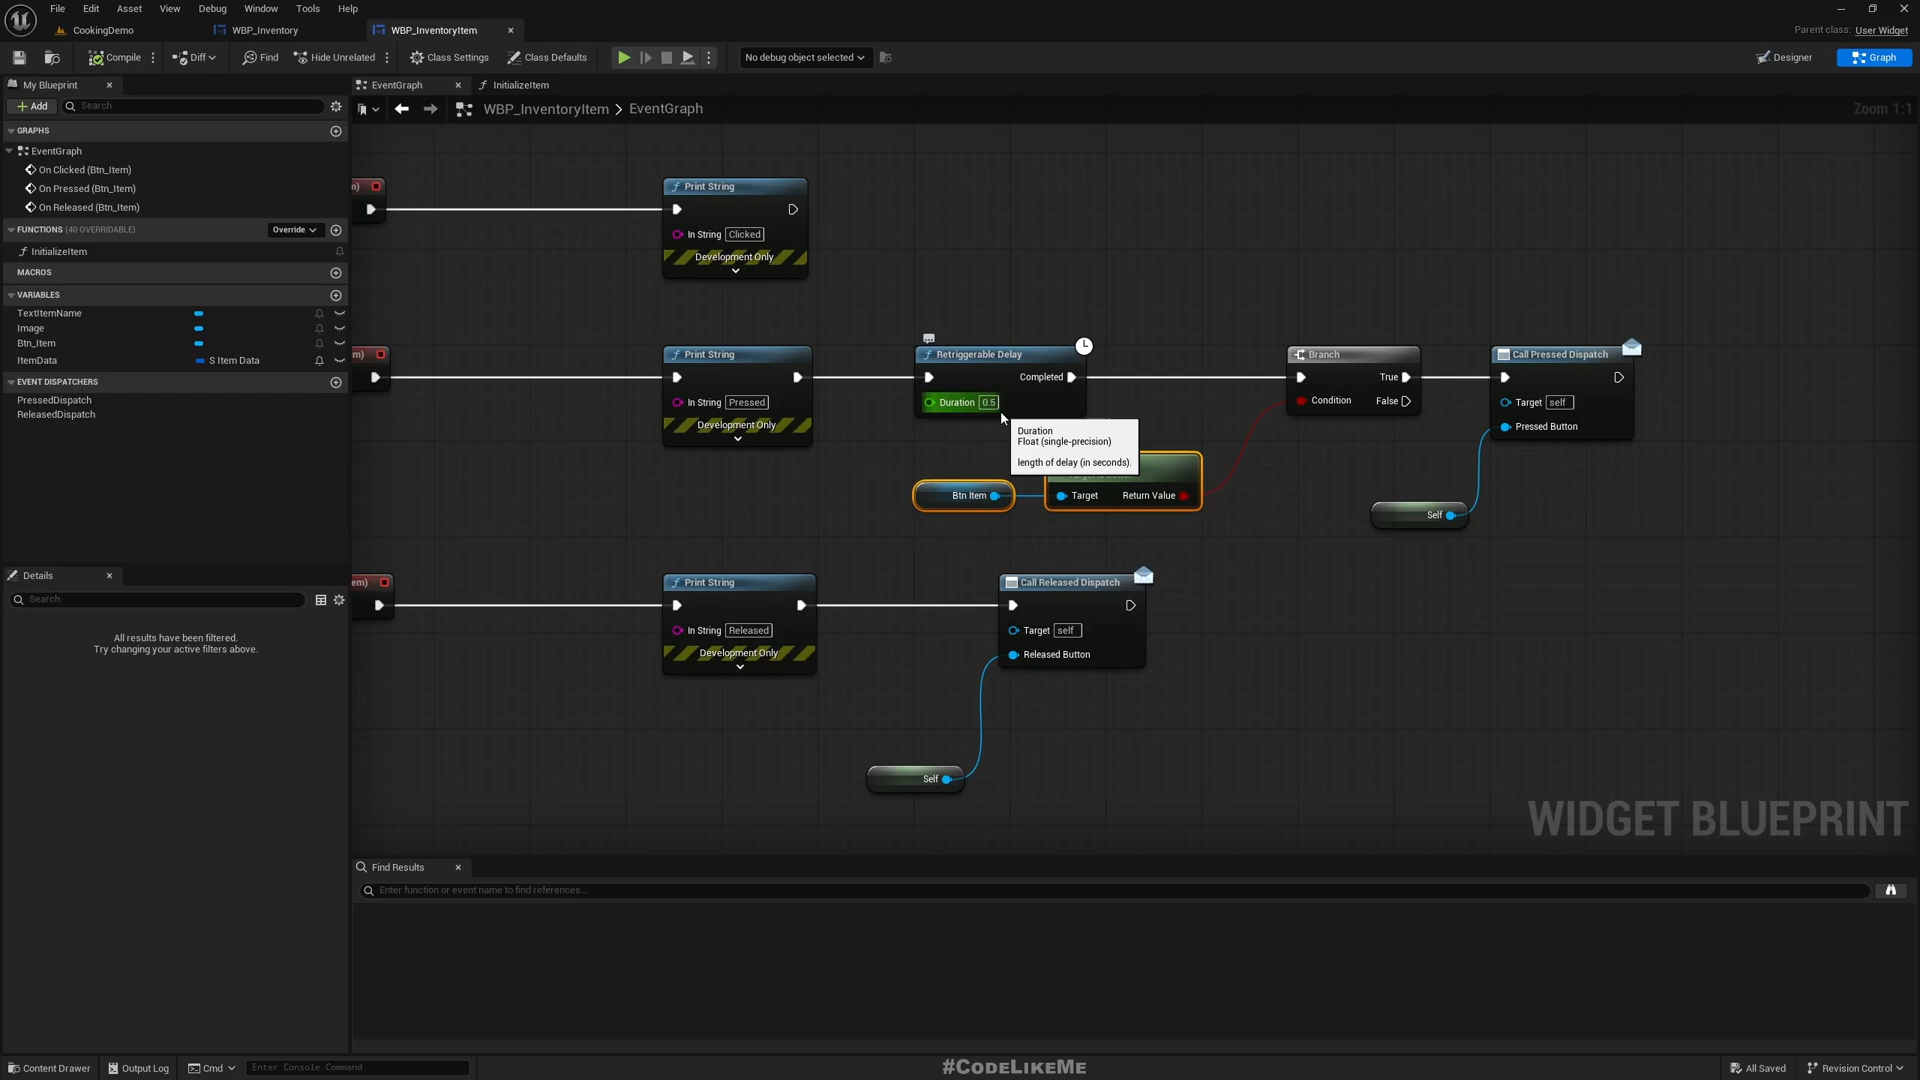 File Edit Asset View Debug Window Tools Help
CookingDemo WBP_Inventory WBP_InventoryItem
Parent class: User Widget
Compile Diff Find Hide Unrelated Class Settings Class Defaults No debug object selected Designer Graph
My Blueprint EventGraph InitializeItem
Add Search
WBP_InventoryItem > EventGraph Zoom 1:1
GRAPHS
EventGraph
On Clicked (Btn_Item)
On Pressed (Btn_Item)
On Released (Btn_Item)
FUNCTIONS (40 OVERRIDABLE) Override
InitializeItem
MACROS
VARIABLES
TextItemName
Image
Btn_Item
ItemData S Item Data
EVENT DISPATCHERS
PressedDispatch
ReleasedDispatch
Details
Search
All results have been filtered.
Try changing your active filters above.
Print String
In String Clicked
Development Only
Print String
In String Pressed
Development Only
Retriggerable Delay
Completed
Duration 0.5
Duration
Float (single-precision)
length of delay (in seconds).
Btn Item
Target Return Value
Branch
True
Condition False
Call Pressed Dispatch
Target self
Pressed Button
Self
Print String
In String Released
Development Only
Call Released Dispatch
Target self
Released Button
Self
WIDGET BLUEPRINT
Find Results
Enter function or event name to find references...
Content Drawer Output Log Cmd Enter Console Command #CODELIKEME All Saved Revision Control